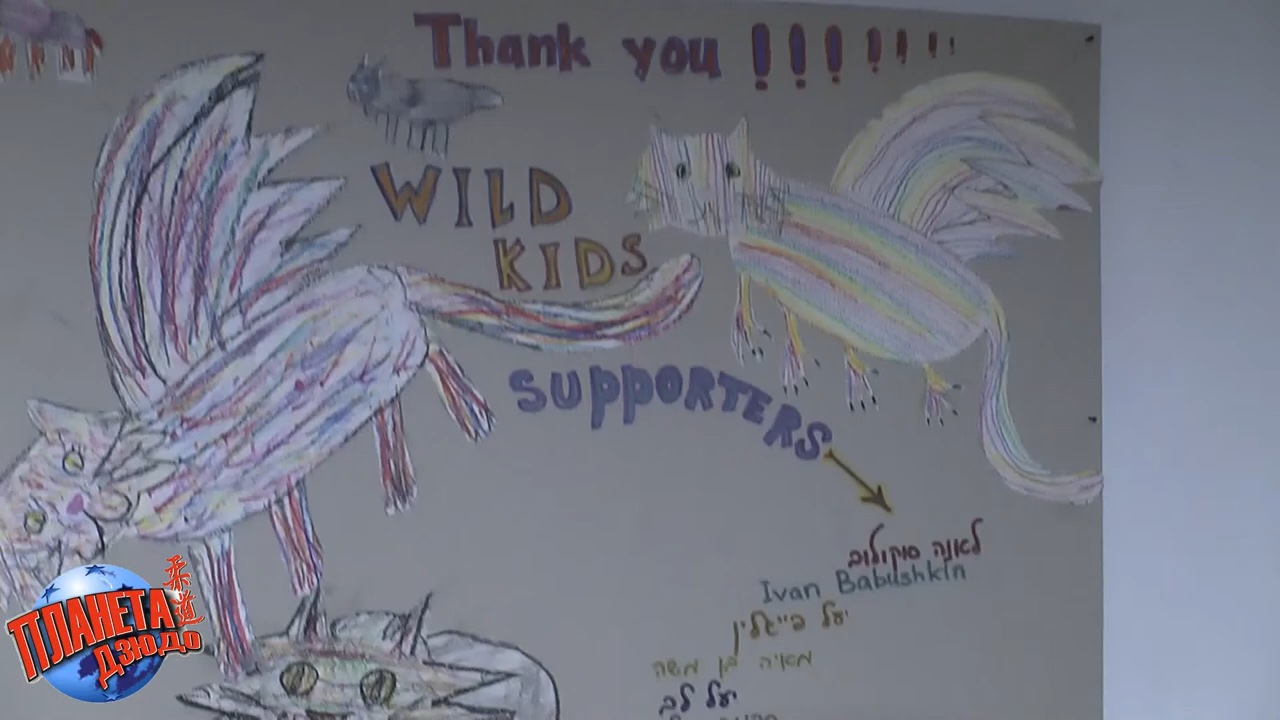 Thank you !!!!!!!
WILD
KIDS
SUPPORTERS
לאנה סוקולוב
Ivan Babushkin
יעל בייגלין
מאיה בן משה
יעל לב
ПЛАНЕТА
ДЗЮДО
柔道